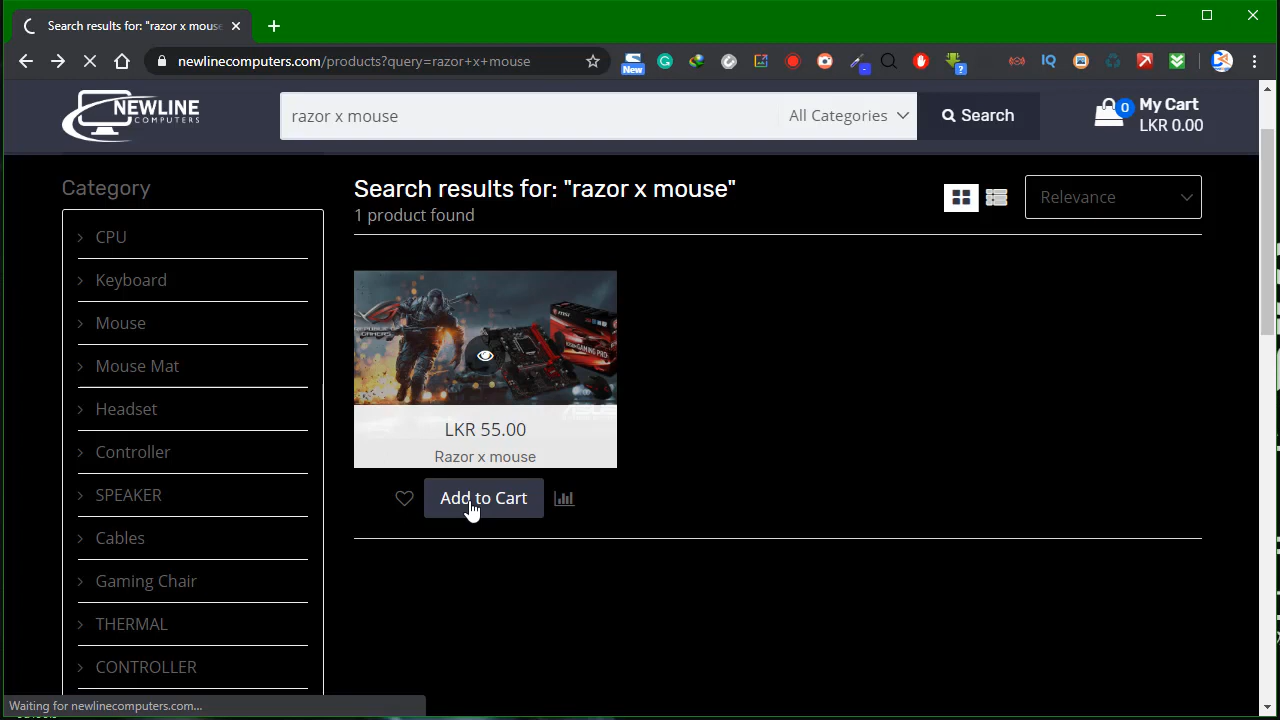 Search results for: "razor x mous
newlinecomputers.com/products?query=razor+x+mouse
New
NEWLINE
COMPUTERS
razor x mouse
All Categories
Search
0
My Cart
LKR 0.00
Category
CPU
Keyboard
Mouse
Mouse Mat
Headset
Controller
SPEAKER
Cables
Gaming Chair
THERMAL
CONTROLLER
Search results for: "razor x mouse"
1 product found
Relevance
LKR 55.00
Razor x mouse
Add to Cart
Waiting for newlinecomputers.com...